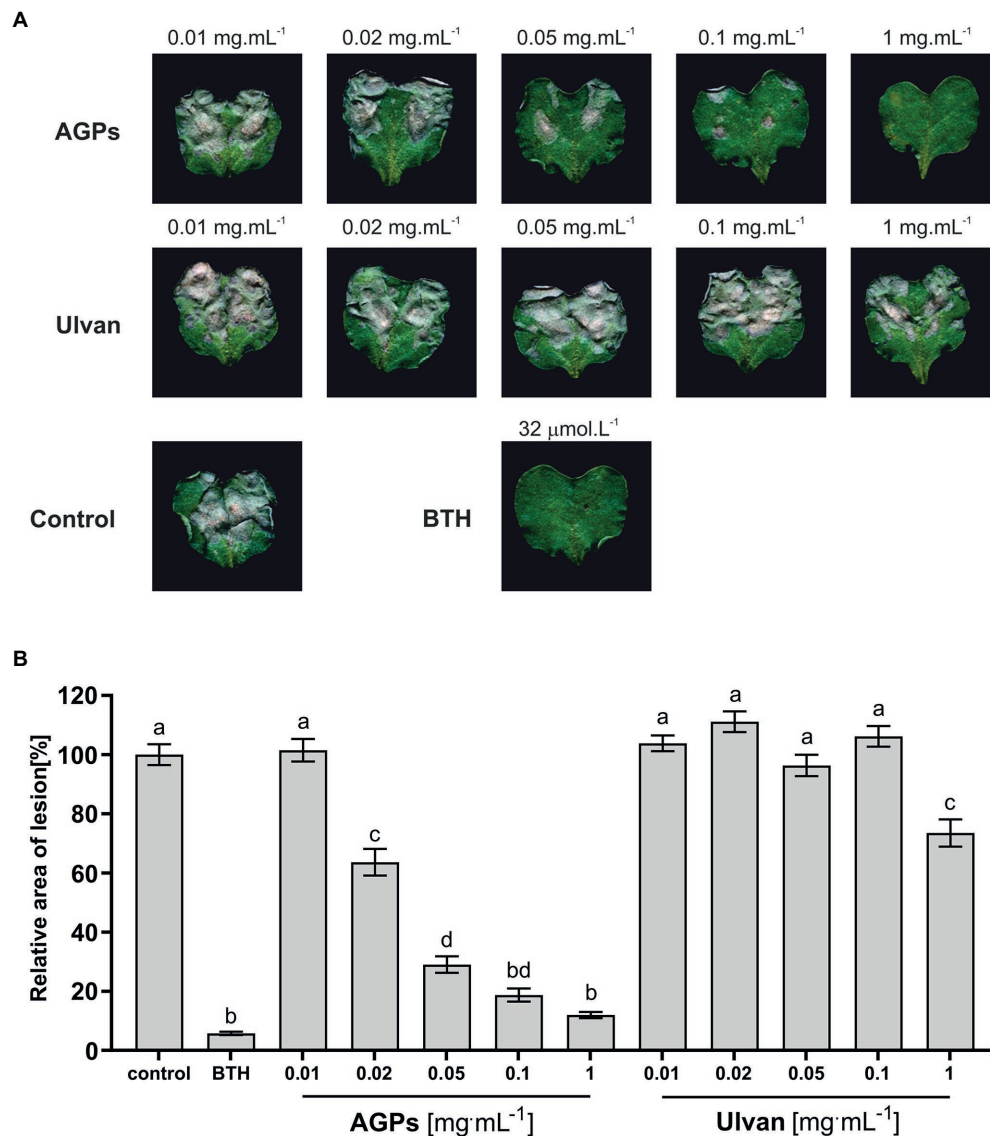 A
0.01 mg.mL⁻¹ 0.02 mg.mL⁻¹ 0.05 mg.mL⁻¹ 0.1 mg.mL⁻¹ 1 mg.mL⁻¹
AGPs
0.01 mg.mL⁻¹ 0.02 mg.mL⁻¹ 0.05 mg.mL⁻¹ 0.1 mg.mL⁻¹ 1 mg.mL⁻¹
Ulvan
32 μmol.L⁻¹
Control BTH
B
Relative area of lesion[%]
120
100
80
60
40
20
0
a b a c d bd b a a a a c
control BTH 0.01 0.02 0.05 0.1 1 0.01 0.02 0.05 0.1 1
AGPs [mg·mL⁻¹] Ulvan [mg·mL⁻¹]